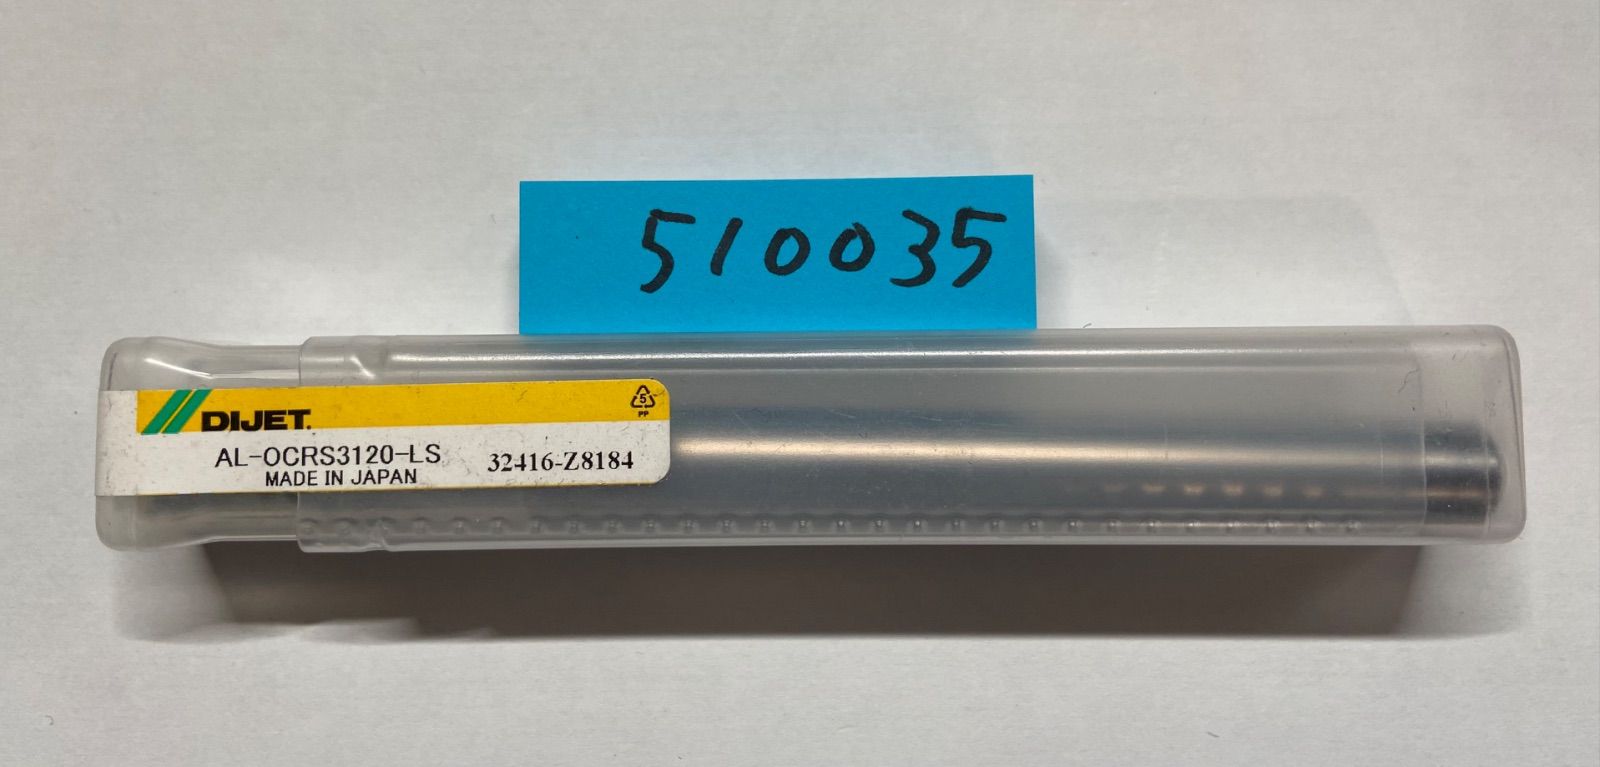 510035
DIJET.
5
PP
AL-OCRS3120-LS
32416-Z8184
MADE IN JAPAN